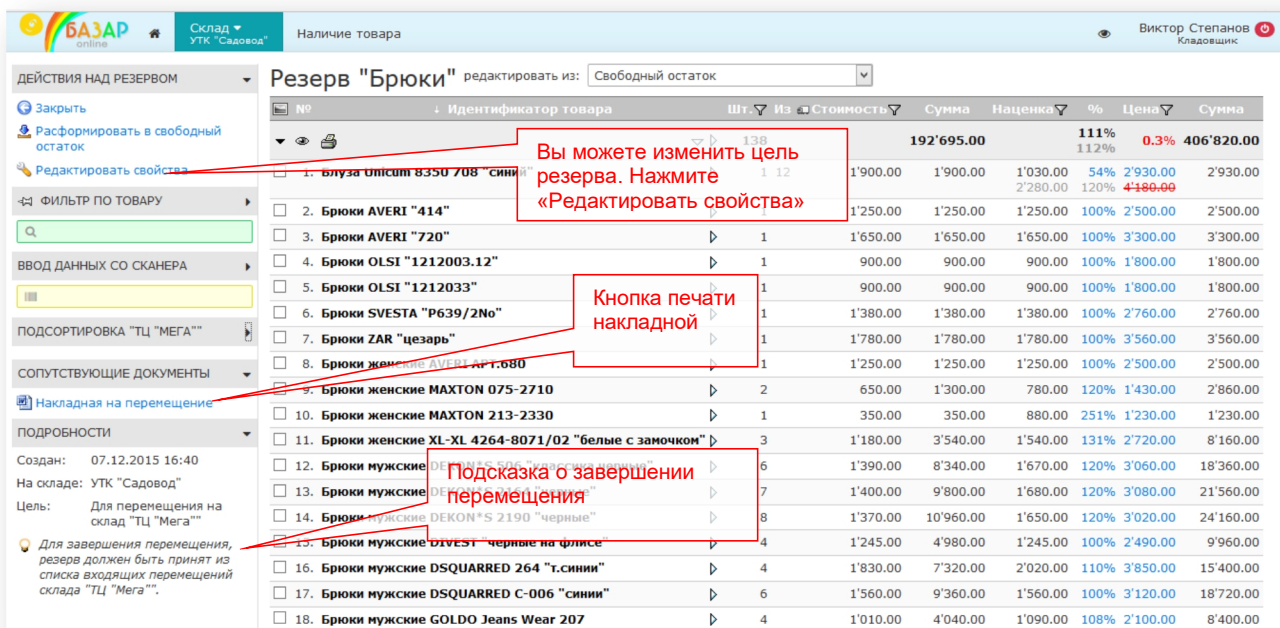 БАЗАР
online
Склад
УТК "Садовод"
Наличие товара
Виктор Степанов
Кладовщик
ДЕЙСТВИЯ НАД РЕЗЕРВОМ
Закрыть
Расформировать в свободный
остаток
Редактировать свойства
ФИЛЬТР ПО ТОВАРУ
ВВОД ДАННЫХ СО СКАНЕРА
ПОДСОРТИРОВКА "ТЦ "МЕГА""
СОПУТСТВУЮЩИЕ ДОКУМЕНТЫ
Накладная на перемещение
ПОДРОБНОСТИ
Создан: 07.12.2015 16:40
На складе: УТК "Садовод"
Цель: Для перемещения на
склад "ТЦ "Мега""
Для завершения перемещения,
резерв должен быть принят из
списка входящих перемещений
склада "ТЦ "Мега"".
Резерв "Брюки" редактировать из: Свободный остаток
№ ↓ Идентификатор товара Шт. Из Стоимость Сумма Наценка % Цена Сумма
138 192'695.00 111% 0.3% 406'820.00
112%
1. Блуза Unicum 8350 708 "синий" 1 12 1'900.00 1'900.00 1'030.00 54% 2'930.00 2'930.00
2'280.00 120% 4'180.00
2. Брюки AVERI "414" 1 1'250.00 1'250.00 1'250.00 100% 2'500.00 2'500.00
3. Брюки AVERI "720" 1 1'650.00 1'650.00 1'650.00 100% 3'300.00 3'300.00
4. Брюки OLSI "1212003.12" 1 900.00 900.00 900.00 100% 1'800.00 1'800.00
5. Брюки OLSI "1212033" 1 900.00 900.00 900.00 100% 1'800.00 1'800.00
6. Брюки SVESTA "P639/2No" 1 1'380.00 1'380.00 1'380.00 100% 2'760.00 2'760.00
7. Брюки ZAR "цезарь" 1 1'780.00 1'780.00 1'780.00 100% 3'560.00 3'560.00
8. Брюки женские AVERI АРТ.680 1 1'250.00 1'250.00 1'250.00 100% 2'500.00 2'500.00
9. Брюки женские MAXTON 075-2710 2 650.00 1'300.00 780.00 120% 1'430.00 2'860.00
10. Брюки женские MAXTON 213-2330 1 350.00 350.00 880.00 251% 1'230.00 1'230.00
11. Брюки женские XL-XL 4264-8071/02 "белые с замочком" 3 1'180.00 3'540.00 1'540.00 131% 2'720.00 8'160.00
12. Брюки мужские DEKON*S 506 "классика черные" 6 1'390.00 8'340.00 1'670.00 120% 3'060.00 18'360.00
13. Брюки мужские DEKON*S 2164 7 1'400.00 9'800.00 1'680.00 120% 3'080.00 21'560.00
14. Брюки мужские DEKON*S 2190 "черные" 8 1'370.00 10'960.00 1'650.00 120% 3'020.00 24'160.00
15. Брюки мужские DIVEST "черные на флисе" 4 1'245.00 4'980.00 1'245.00 100% 2'490.00 9'960.00
16. Брюки мужские DSQUARRED 264 "т.синии" 4 1'830.00 7'320.00 2'020.00 110% 3'850.00 15'400.00
17. Брюки мужские DSQUARRED C-006 "синии" 6 1'560.00 9'360.00 1'560.00 100% 3'120.00 18'720.00
18. Брюки мужские GOLDO Jeans Wear 207 4 1'010.00 4'040.00 1'090.00 108% 2'100.00 8'400.00
Вы можете изменить цель
резерва. Нажмите
«Редактировать свойства»
Кнопка печати
накладной
Подсказка о завершении
перемещения